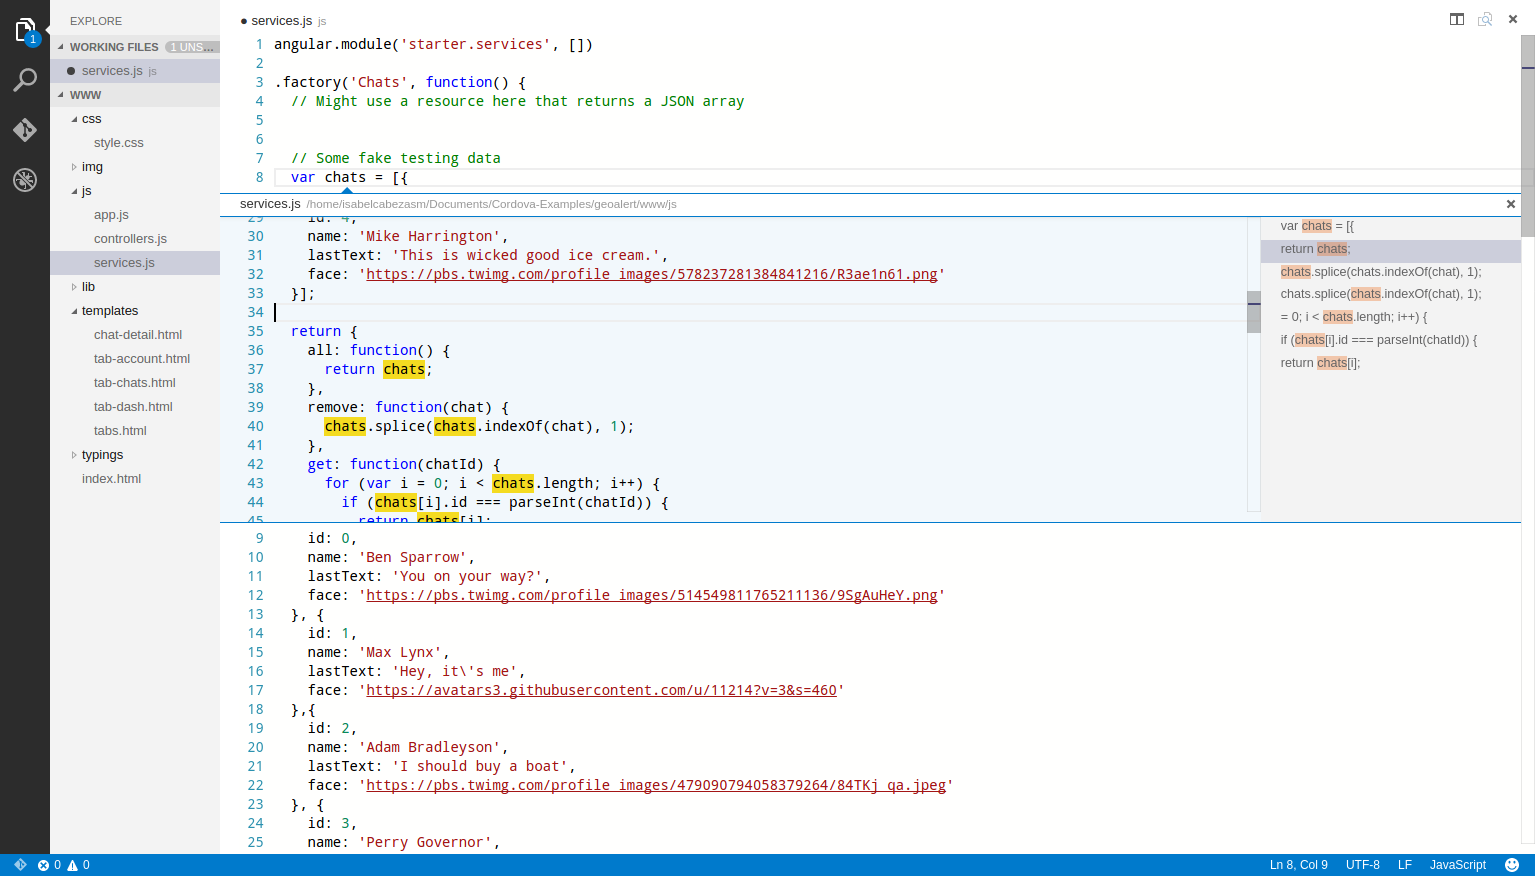 EXPLORE
WORKING FILES 1 UNS...
services.js js
WWW
css
style.css
img
js
app.js
controllers.js
services.js
lib
templates
chat-detail.html
tab-account.html
tab-chats.html
tab-dash.html
tabs.html
typings
index.html
1
● services.js js
1 angular.module('starter.services', [])
2
3 .factory('Chats', function() {
4 // Might use a resource here that returns a JSON array
5
6
7 // Some fake testing data
8 var chats = [{
services.js /home/isabelcabezasm/Documents/Cordova-Examples/geoalert/www/js
29 id: 4,
30 name: 'Mike Harrington',
31 lastText: 'This is wicked good ice cream.',
32 face: 'https://pbs.twimg.com/profile_images/578237281384841216/R3ae1n61.png'
33 }];
34
35 return {
36 all: function() {
37 return chats;
38 },
39 remove: function(chat) {
40 chats.splice(chats.indexOf(chat), 1);
41 },
42 get: function(chatId) {
43 for (var i = 0; i < chats.length; i++) {
44 if (chats[i].id === parseInt(chatId)) {
45 return chats[i];
var chats = [{
return chats;
chats.splice(chats.indexOf(chat), 1);
chats.splice(chats.indexOf(chat), 1);
= 0; i < chats.length; i++) {
if (chats[i].id === parseInt(chatId)) {
return chats[i];
9 id: 0,
10 name: 'Ben Sparrow',
11 lastText: 'You on your way?',
12 face: 'https://pbs.twimg.com/profile_images/514549811765211136/9SgAuHeY.png'
13 }, {
14 id: 1,
15 name: 'Max Lynx',
16 lastText: 'Hey, it\'s me',
17 face: 'https://avatars3.githubusercontent.com/u/11214?v=3&s=460'
18 },{
19 id: 2,
20 name: 'Adam Bradleyson',
21 lastText: 'I should buy a boat',
22 face: 'https://pbs.twimg.com/profile_images/479090794058379264/84TKj_qa.jpeg'
23 }, {
24 id: 3,
25 name: 'Perry Governor',
0 0 Ln 8, Col 9 UTF-8 LF JavaScript